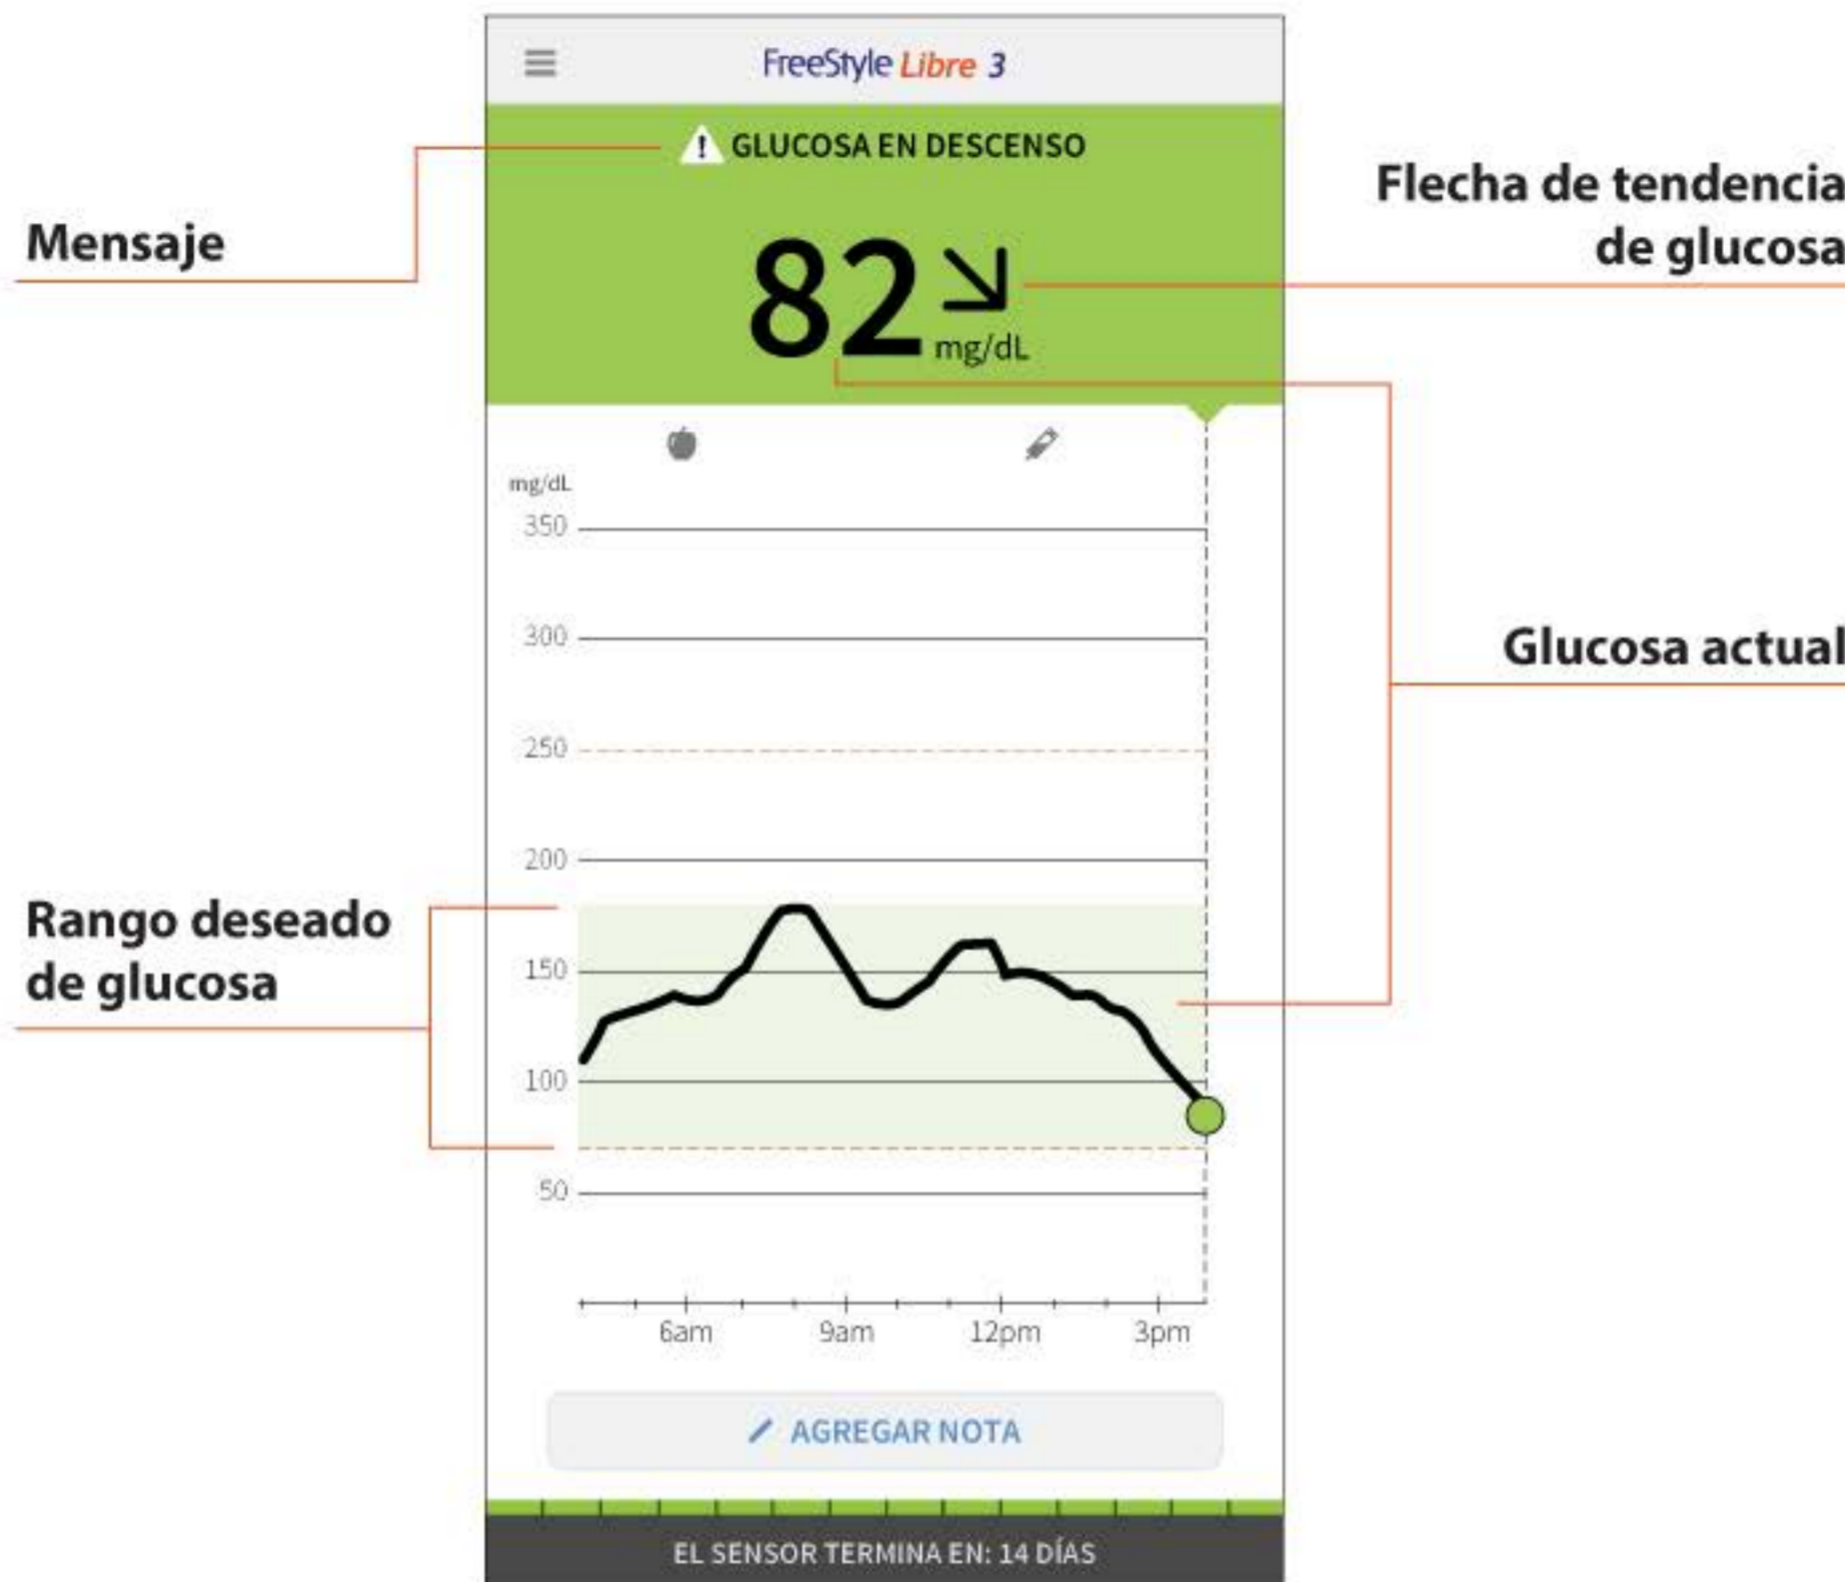 FreeStyle Libre 3
GLUCOSA EN DESCENSO
Mensaje
Flecha de tendencia
de glucosa
82
mg/dL
mg/dL
350
300
Glucosa actual
250
200
Rango deseado
de glucosa
150
100
50
6am 9am 12pm 3pm
AGREGAR NOTA
EL SENSOR TERMINA EN: 14 DÍAS